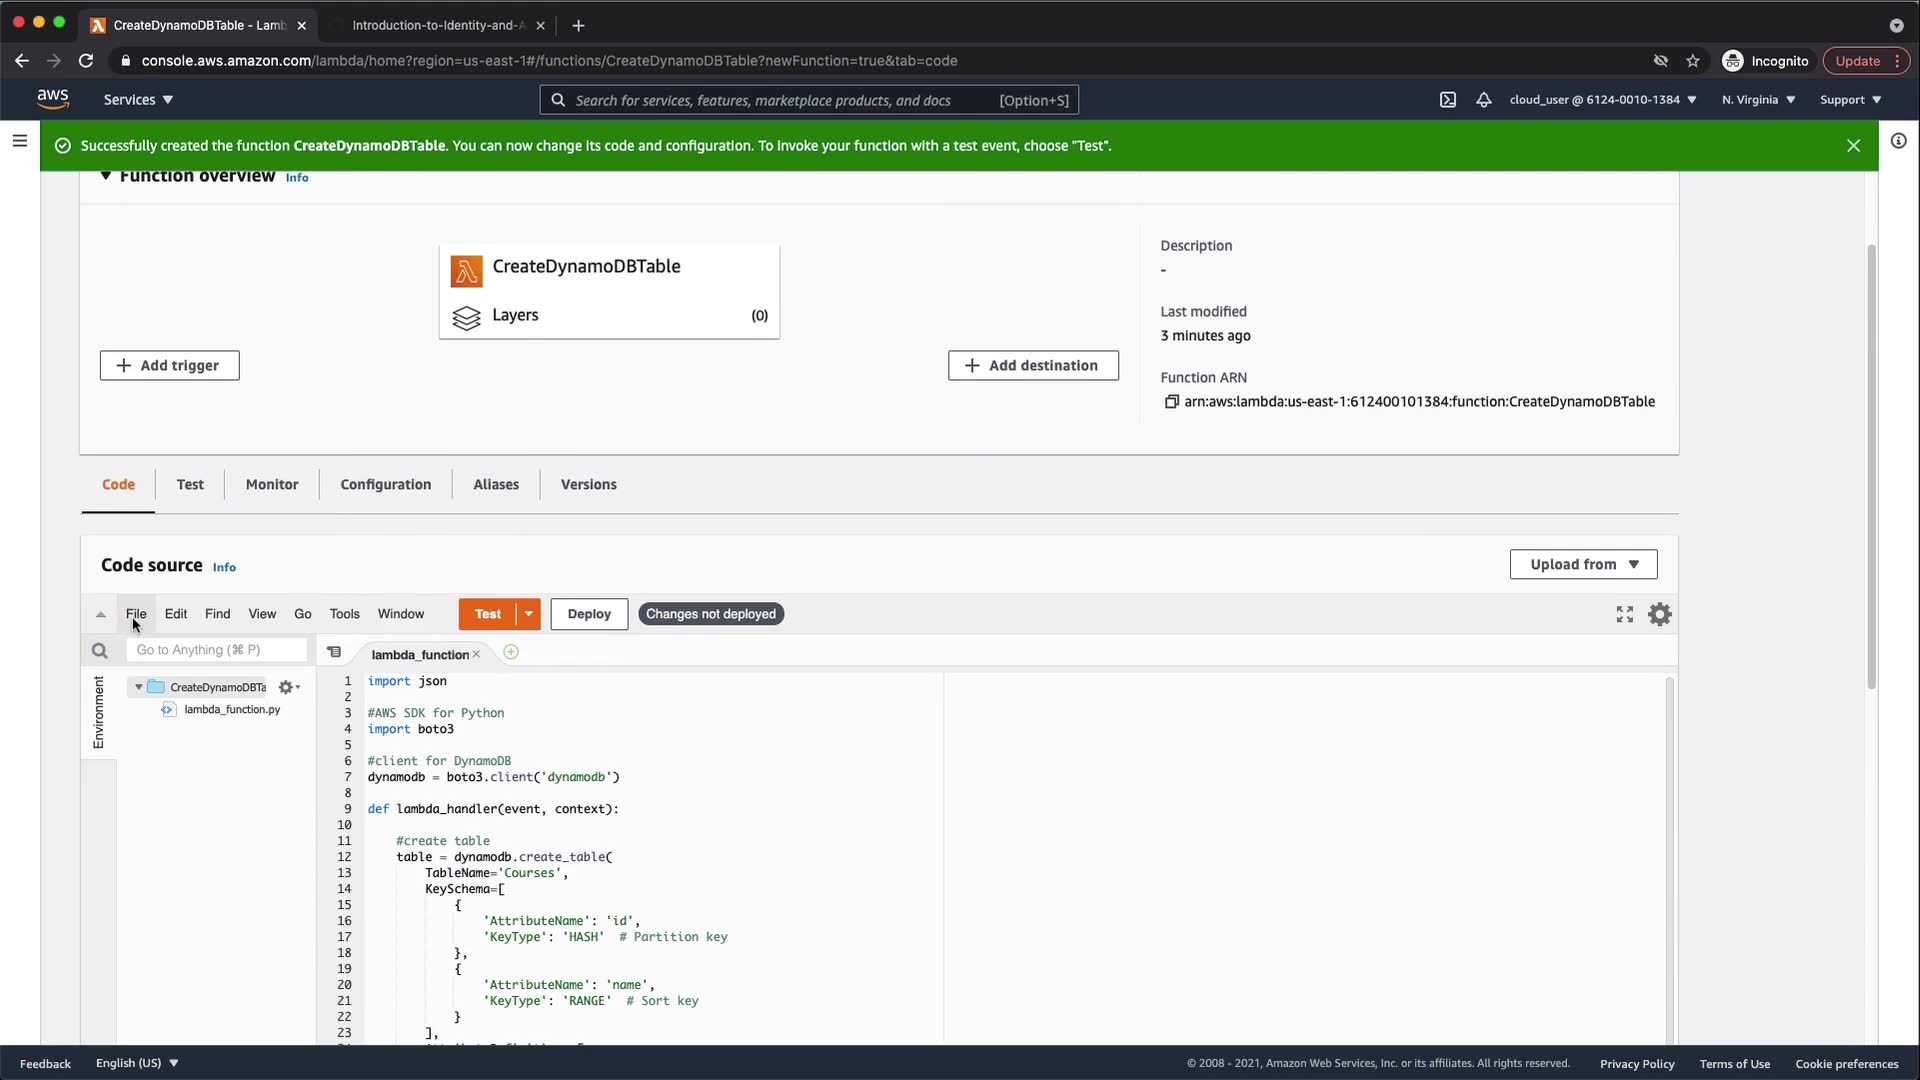 CreateDynamoDBTable - Lamb
Introduction-to-Identity-and-A
console.aws.amazon.com/lambda/home?region=us-east-1#/functions/CreateDynamoDBTable?newFunction=true&tab=code
Incognito
Update
aws
Services
Search for services, features, marketplace products, and docs
[Option+S]
cloud_user @ 6124-0010-1384
N. Virginia
Support
Successfully created the function CreateDynamoDBTable. You can now change its code and configuration. To invoke your function with a test event, choose "Test".
Function overview Info
CreateDynamoDBTable
Layers (0)
Add trigger
Add destination
Description
-
Last modified
3 minutes ago
Function ARN
arn:aws:lambda:us-east-1:612400101384:function:CreateDynamoDBTable
Code Test Monitor Configuration Aliases Versions
Code source Info
Upload from
File Edit Find View Go Tools Window Test Deploy Changes not deployed
Go to Anything (⌘ P)
Environment
CreateDynamoDBTa
lambda_function.py
lambda_function
1 import json
2
3 #AWS SDK for Python
4 import boto3
5
6 #client for DynamoDB
7 dynamodb = boto3.client('dynamodb')
8
9 def lambda_handler(event, context):
10
11 #create table
12 table = dynamodb.create_table(
13 TableName='Courses',
14 KeySchema=[
15 {
16 'AttributeName': 'id',
17 'KeyType': 'HASH' # Partition key
18 },
19 {
20 'AttributeName': 'name',
21 'KeyType': 'RANGE' # Sort key
22 }
23 ],
Feedback
English (US)
© 2008 - 2021, Amazon Web Services, Inc. or its affiliates. All rights reserved.
Privacy Policy
Terms of Use
Cookie preferences